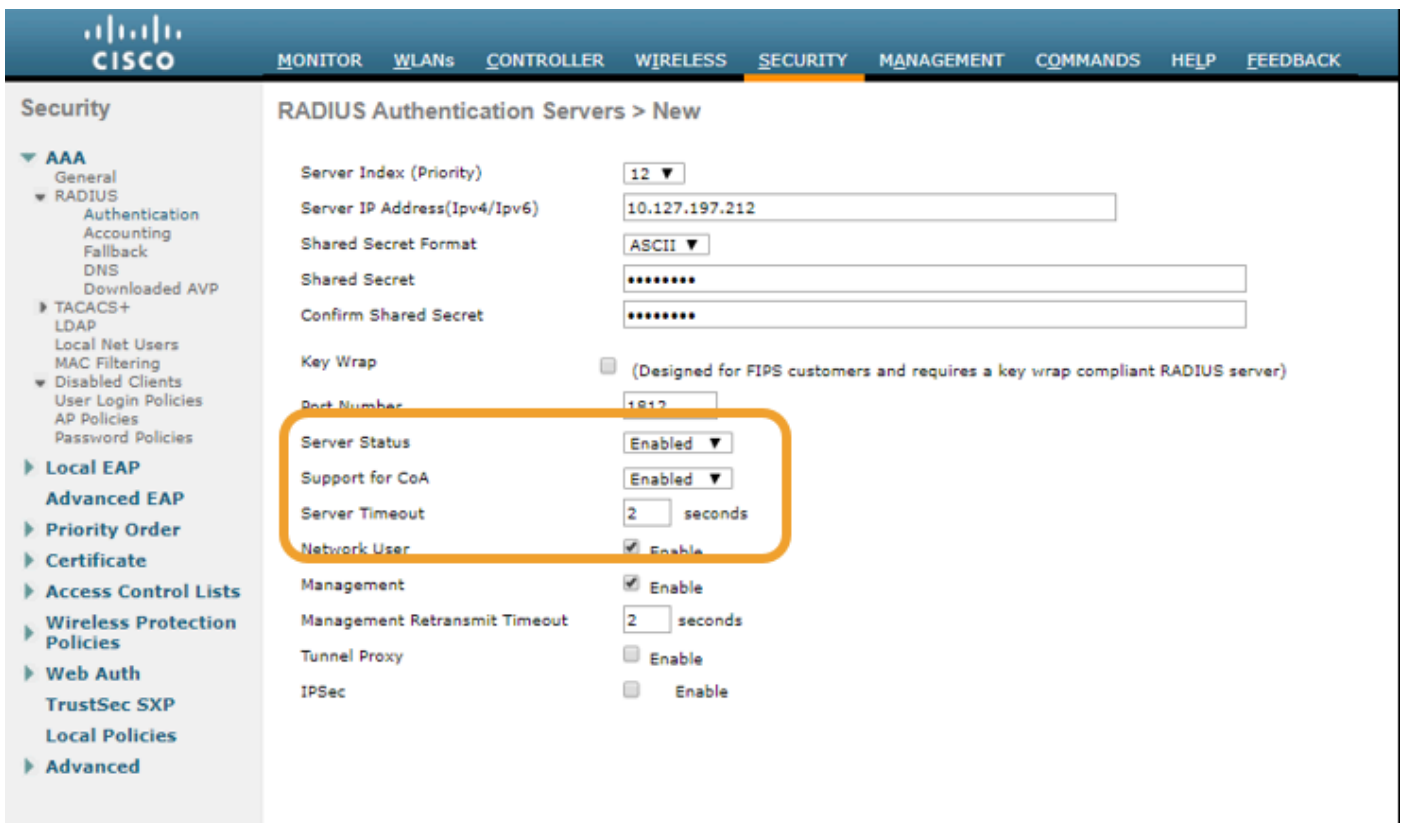 CISCO
MONITOR WLANs CONTROLLER WIRELESS SECURITY MANAGEMENT COMMANDS HELP FEEDBACK
Security
AAA
General
RADIUS
Authentication
Accounting
Fallback
DNS
Downloaded AVP
TACACS+
LDAP
Local Net Users
MAC Filtering
Disabled Clients
User Login Policies
AP Policies
Password Policies
Local EAP
Advanced EAP
Priority Order
Certificate
Access Control Lists
Wireless Protection
Policies
Web Auth
TrustSec SXP
Local Policies
Advanced
RADIUS Authentication Servers > New
Server Index (Priority) 12
Server IP Address(Ipv4/Ipv6) 10.127.197.212
Shared Secret Format ASCII
Shared Secret ••••••••
Confirm Shared Secret ••••••••
Key Wrap (Designed for FIPS customers and requires a key wrap compliant RADIUS server)
Port Number 1812
Server Status Enabled
Support for CoA Enabled
Server Timeout 2 seconds
Network User Enable
Management Enable
Management Retransmit Timeout 2 seconds
Tunnel Proxy Enable
IPSec Enable